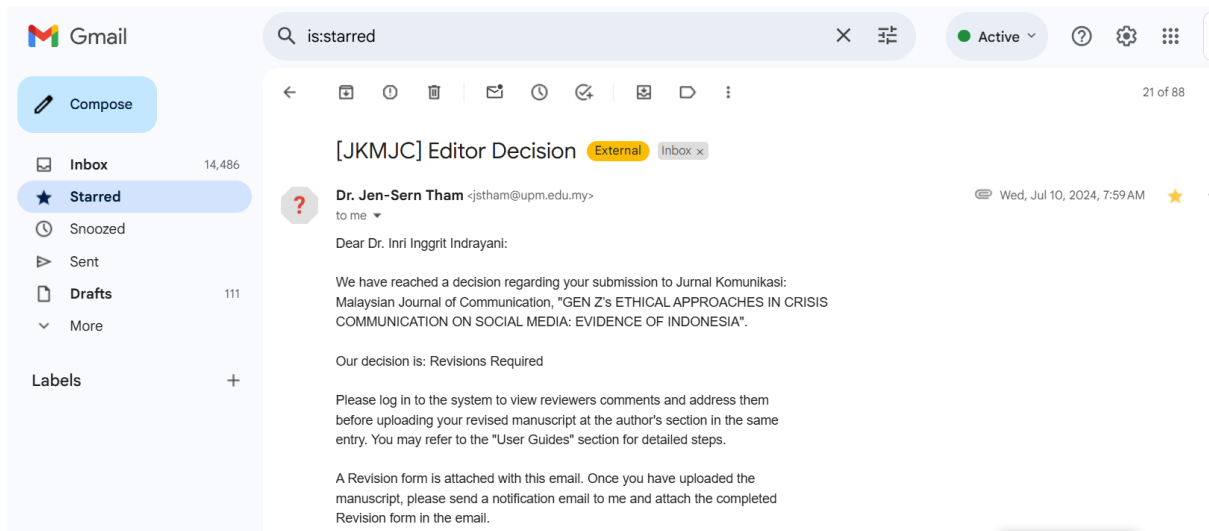 Gmail
is:starred
Active
Compose
21 of 88
[JKMJC] Editor Decision External Inbox ×
Inbox 14,486
Starred
Snoozed
Sent
Drafts 111
More
Labels +
?
Dr. Jen-Sern Tham <jstham@upm.edu.my>
Wed, Jul 10, 2024, 7:59 AM
to me
Dear Dr. Inri Inggrit Indrayani:
We have reached a decision regarding your submission to Jurnal Komunikasi:
Malaysian Journal of Communication, "GEN Z's ETHICAL APPROACHES IN CRISIS
COMMUNICATION ON SOCIAL MEDIA: EVIDENCE OF INDONESIA".
Our decision is: Revisions Required
Please log in to the system to view reviewers comments and address them
before uploading your revised manuscript at the author's section in the same
entry. You may refer to the "User Guides" section for detailed steps.
A Revision form is attached with this email. Once you have uploaded the
manuscript, please send a notification email to me and attach the completed
Revision form in the email.